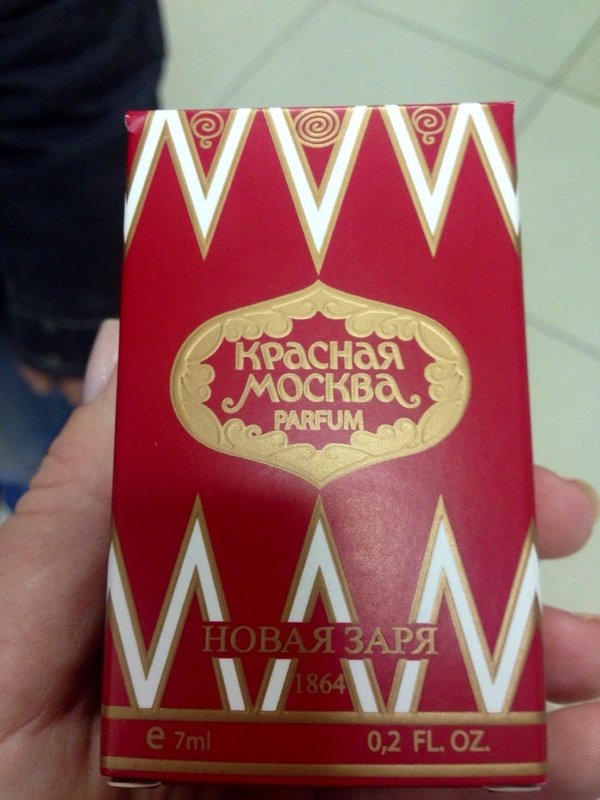 КРАСНАЯ
МОСКВА
PARFUM
НОВАЯ ЗАРЯ
1864
e 7ml
0,2 FL. OZ.